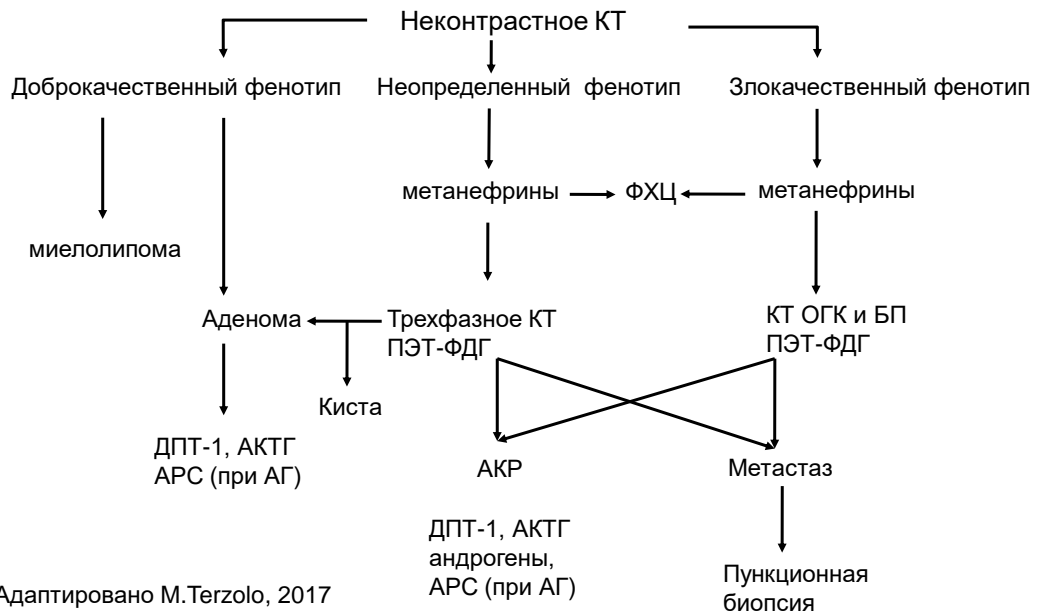 Неконтрастное КТ
Доброкачественный фенотип
Неопределенный фенотип
Злокачественный фенотип
метанефрины
ФХЦ
метанефрины
миелолипома
Аденома
Трехфазное КТ
ПЭТ-ФДГ
КТ ОГК и БП
ПЭТ-ФДГ
Киста
ДПТ-1, АКТГ
АРС (при АГ)
АКР
Метастаз
ДПТ-1, АКТГ
андрогены,
АРС (при АГ)
Пункционная
биопсия
Адаптировано M.Terzolo, 2017